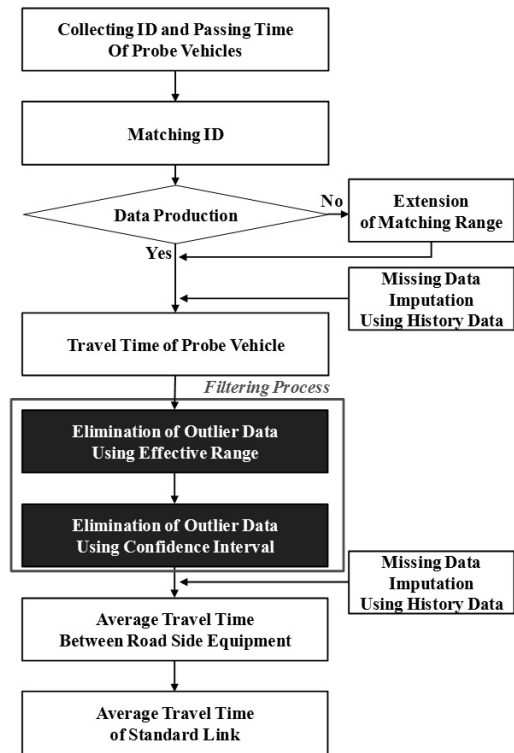 Collecting ID and Passing Time
Of Probe Vehicles
Matching ID
Data Production
No
Extension
of Matching Range
Yes
Missing Data
Imputation
Using History Data
Travel Time of Probe Vehicle
Filtering Process
Elimination of Outlier Data
Using Effective Range
Elimination of Outlier Data
Using Confidence Interval
Missing Data
Imputation
Using History Data
Average Travel Time
Between Road Side Equipment
Average Travel Time
of Standard Link